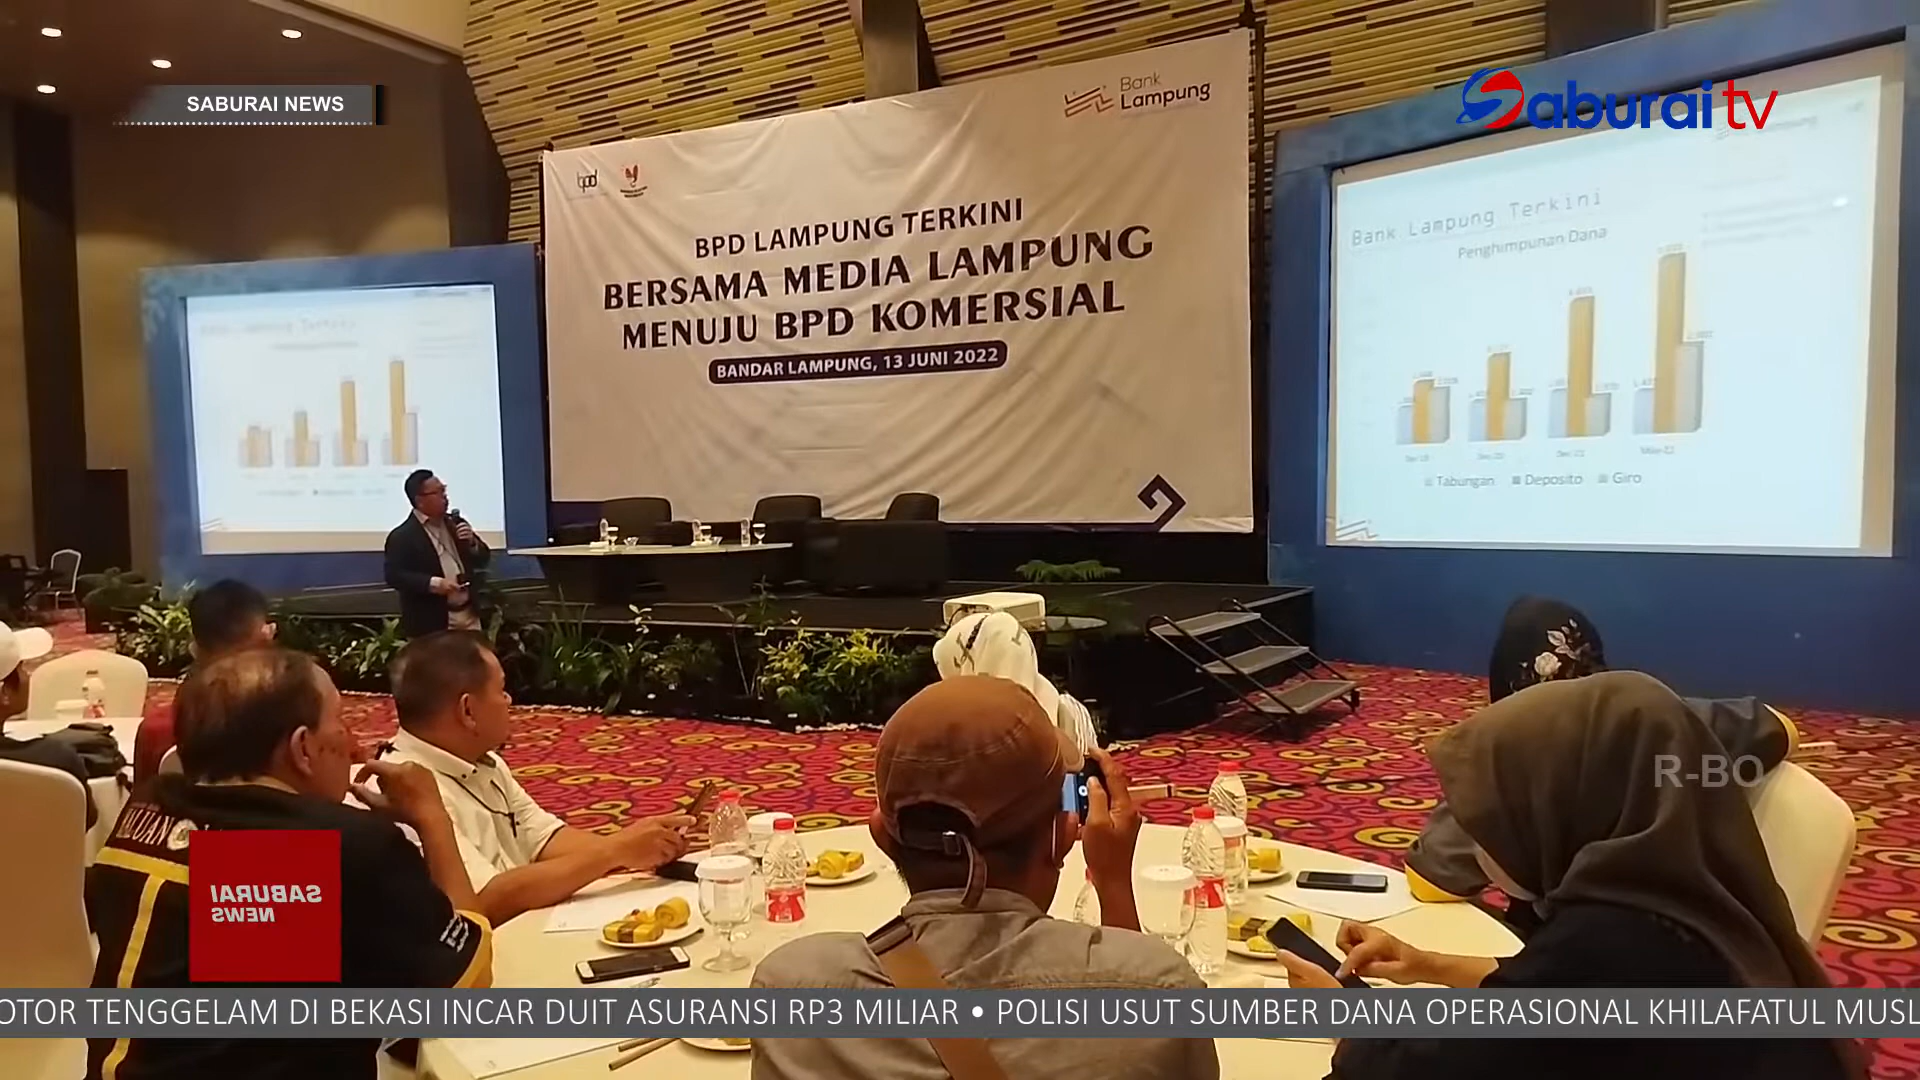 SABURAI NEWS
Saburai tv
Bank
Lampung
bpd
BPD LAMPUNG TERKINI
BERSAMA MEDIA LAMPUNG
MENUJU BPD KOMERSIAL
BANDAR LAMPUNG, 13 JUNI 2022
Bank Lampung Terkini
Penghimpunan Dana
Tabungan Deposito Giro
R-BO
SABURAI
NEWS
OTOR TENGGELAM DI BEKASI INCAR DUIT ASURANSI RP3 MILIAR • POLISI USUT SUMBER DANA OPERASIONAL KHILAFATUL MUSL